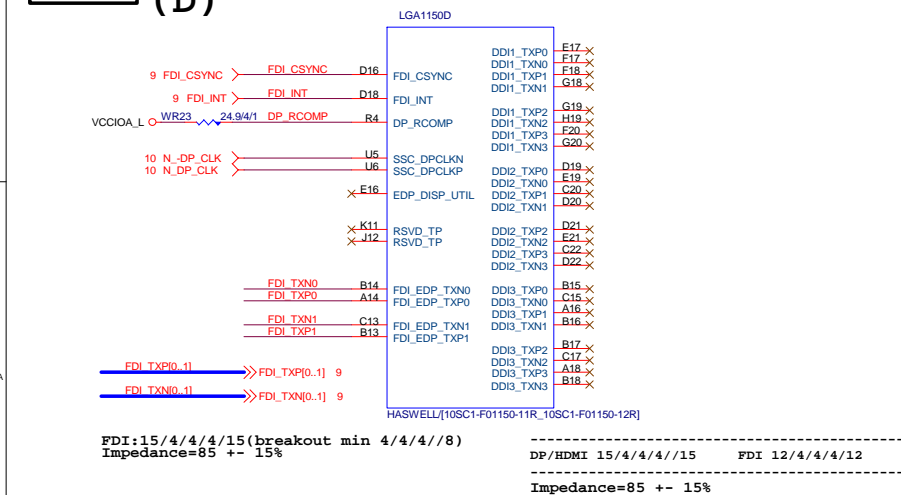 (D)
LGA1150D
9 FDI_CSYNC FDI_CSYNC D16 FDI_CSYNC
9 FDI_INT FDI_INT D18 FDI_INT
VCCIOA_L WR23 24.9/4/1 DP_RCOMP R4 DP_RCOMP
10 N_-DP_CLK U5 SSC_DPCLKN
10 N_DP_CLK U6 SSC_DPCLKP
E16 EDP_DISP_UTIL
K11 RSVD_TP
J12 RSVD_TP
FDI_TXN0 B14 FDI_EDP_TXN0
FDI_TXP0 A14 FDI_EDP_TXP0
FDI_TXN1 C13 FDI_EDP_TXN1
FDI_TXP1 B13 FDI_EDP_TXP1
DDI1_TXP0 E17
DDI1_TXN0 F17
DDI1_TXP1 F18
DDI1_TXN1 G18
DDI1_TXP2 G19
DDI1_TXN2 H19
DDI1_TXP3 F20
DDI1_TXN3 G20
DDI2_TXP0 D19
DDI2_TXN0 E19
DDI2_TXP1 C20
DDI2_TXN1 D20
DDI2_TXP2 D21
DDI2_TXN2 E21
DDI2_TXP3 C22
DDI2_TXN3 D22
DDI3_TXP0 B15
DDI3_TXN0 C15
DDI3_TXP1 A16
DDI3_TXN1 B16
DDI3_TXP2 B17
DDI3_TXN2 C17
DDI3_TXP3 A18
DDI3_TXN3 B18
FDI_TXP[0..1] FDI_TXP[0..1] 9
FDI_TXN[0..1] FDI_TXN[0..1] 9
A
HASWELL/[10SC1-F01150-11R_10SC1-F01150-12R]
FDI:15/4/4/4/15(breakout min 4/4/4//8)
Impedance=85 +- 15%
DP/HDMI 15/4/4/4//15 FDI 12/4/4/4/12
Impedance=85 +- 15%